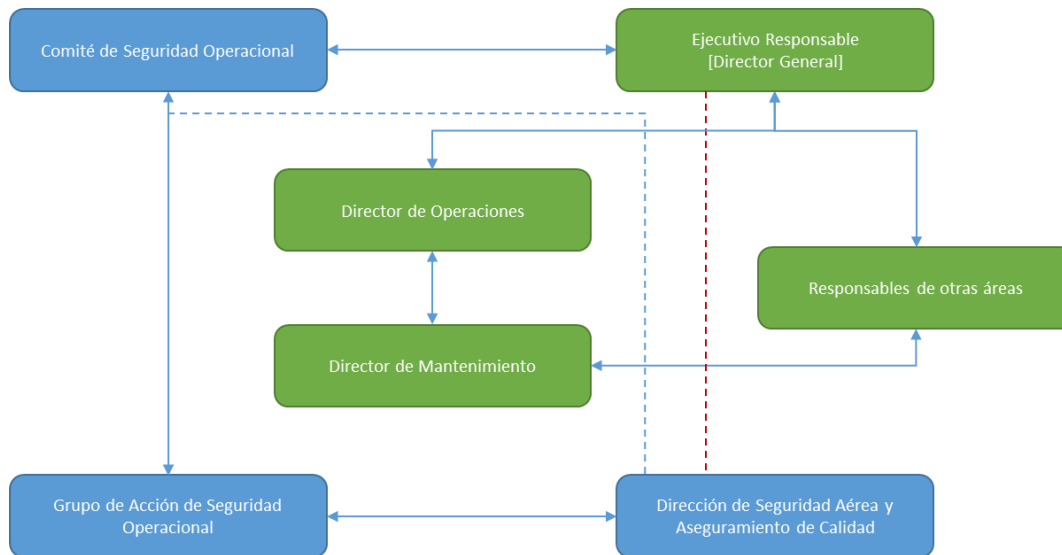 Comité de Seguridad Operacional
Ejecutivo Responsable
[Director General]
Director de Operaciones
Responsables de otras áreas
Director de Mantenimiento
Grupo de Acción de Seguridad
Operacional
Dirección de Seguridad Aérea y
Aseguramiento de Calidad